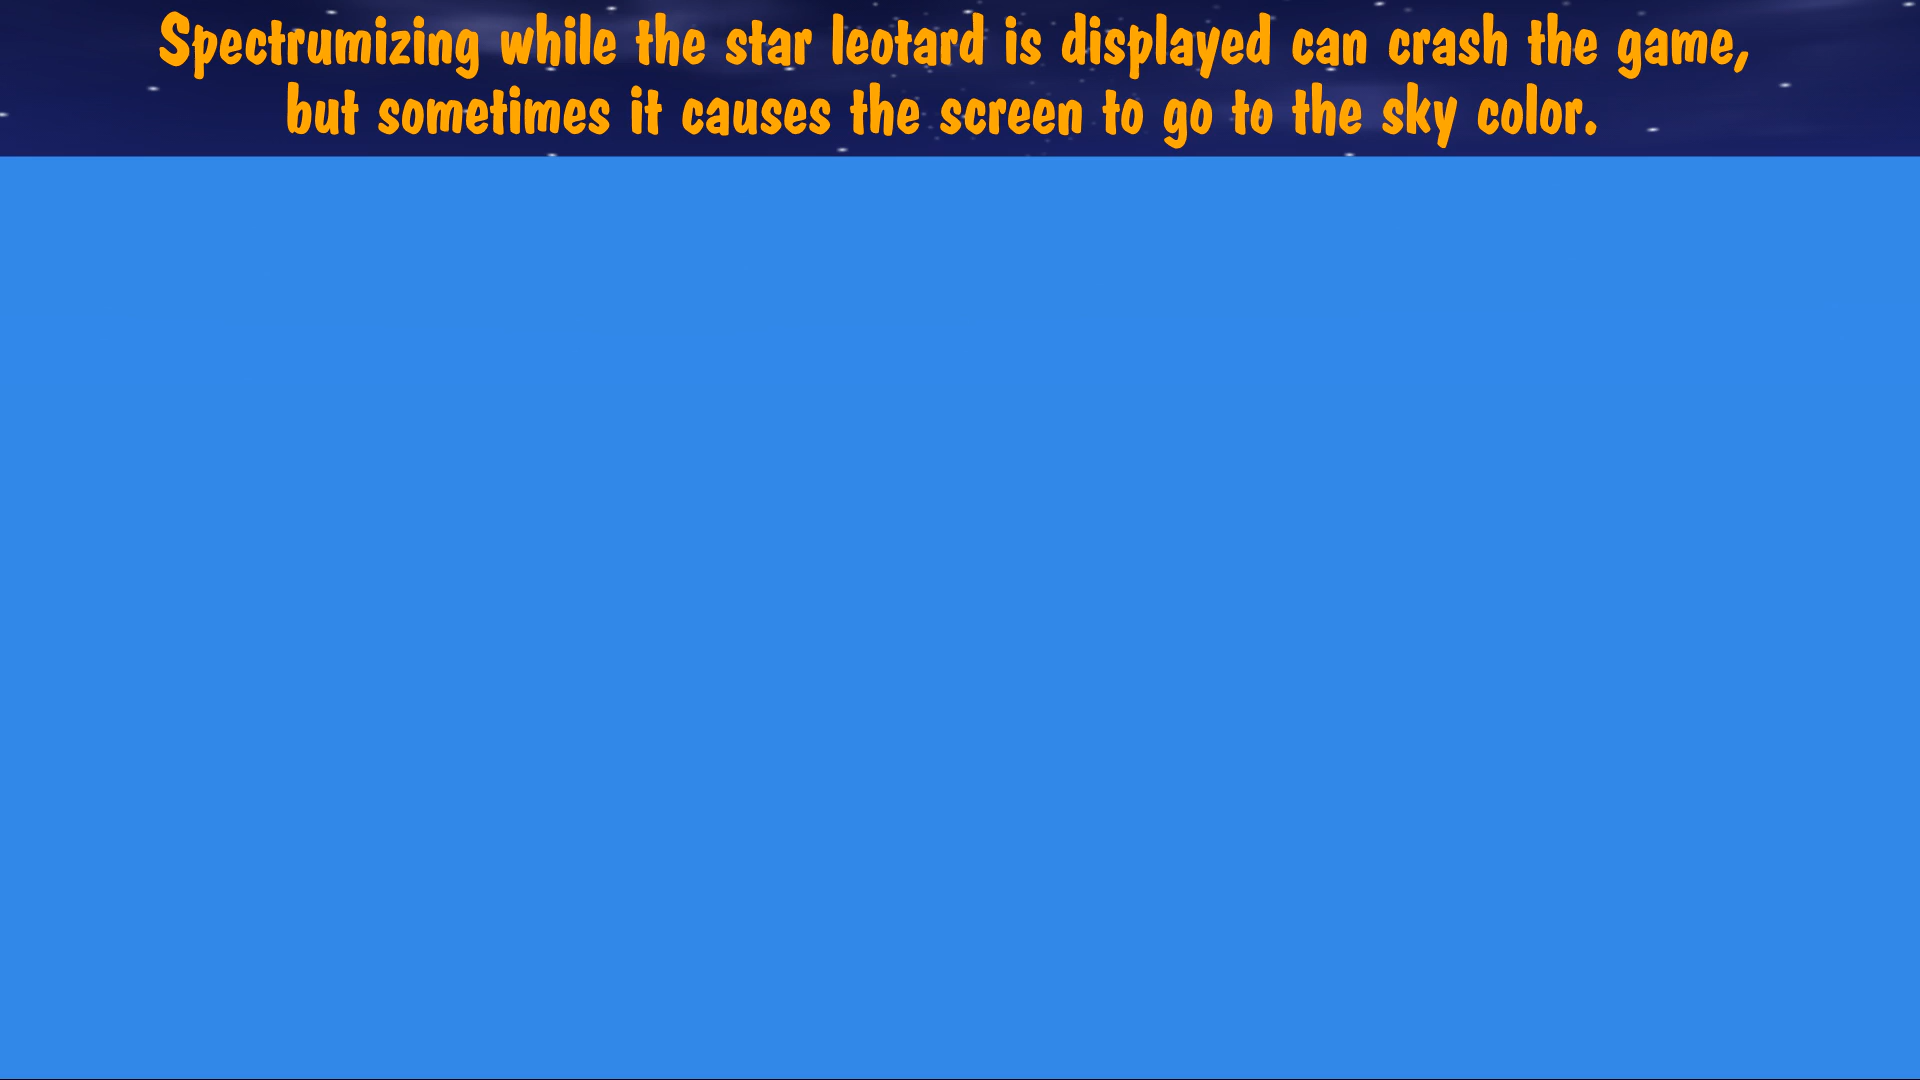 Spectrumizing while the star leotard is displayed can crash the game,
but sometimes it causes the screen to go to the sky color.